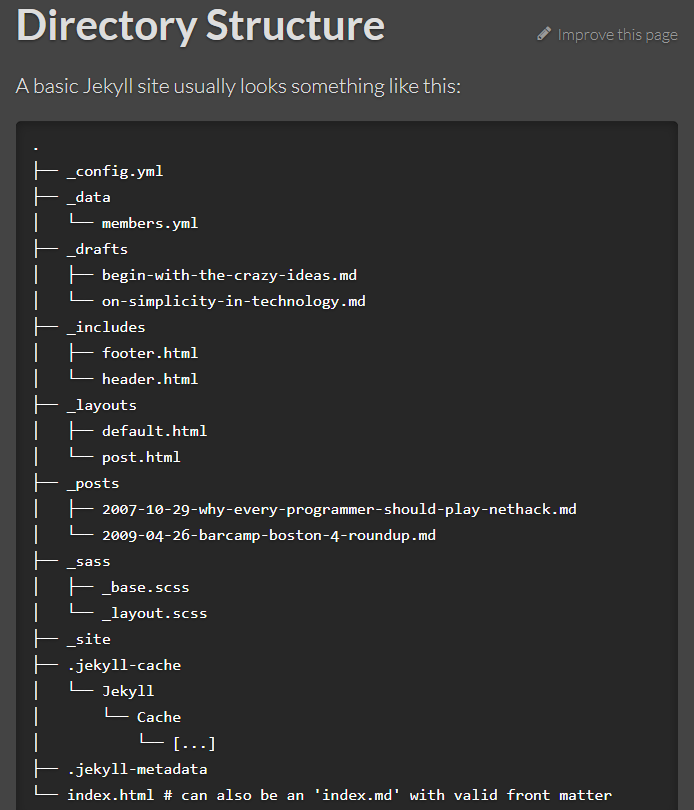 Directory Structure
Improve this page
A basic Jekyll site usually looks something like this:
.
├── _config.yml
├── _data
│   └── members.yml
├── _drafts
│   ├── begin-with-the-crazy-ideas.md
│   └── on-simplicity-in-technology.md
├── _includes
│   ├── footer.html
│   └── header.html
├── _layouts
│   ├── default.html
│   └── post.html
├── _posts
│   ├── 2007-10-29-why-every-programmer-should-play-nethack.md
│   └── 2009-04-26-barcamp-boston-4-roundup.md
├── _sass
│   ├── _base.scss
│   └── _layout.scss
├── _site
├── .jekyll-cache
│   └── Jekyll
│       └── Cache
│           └── [...]
├── .jekyll-metadata
└── index.html # can also be an 'index.md' with valid front matter